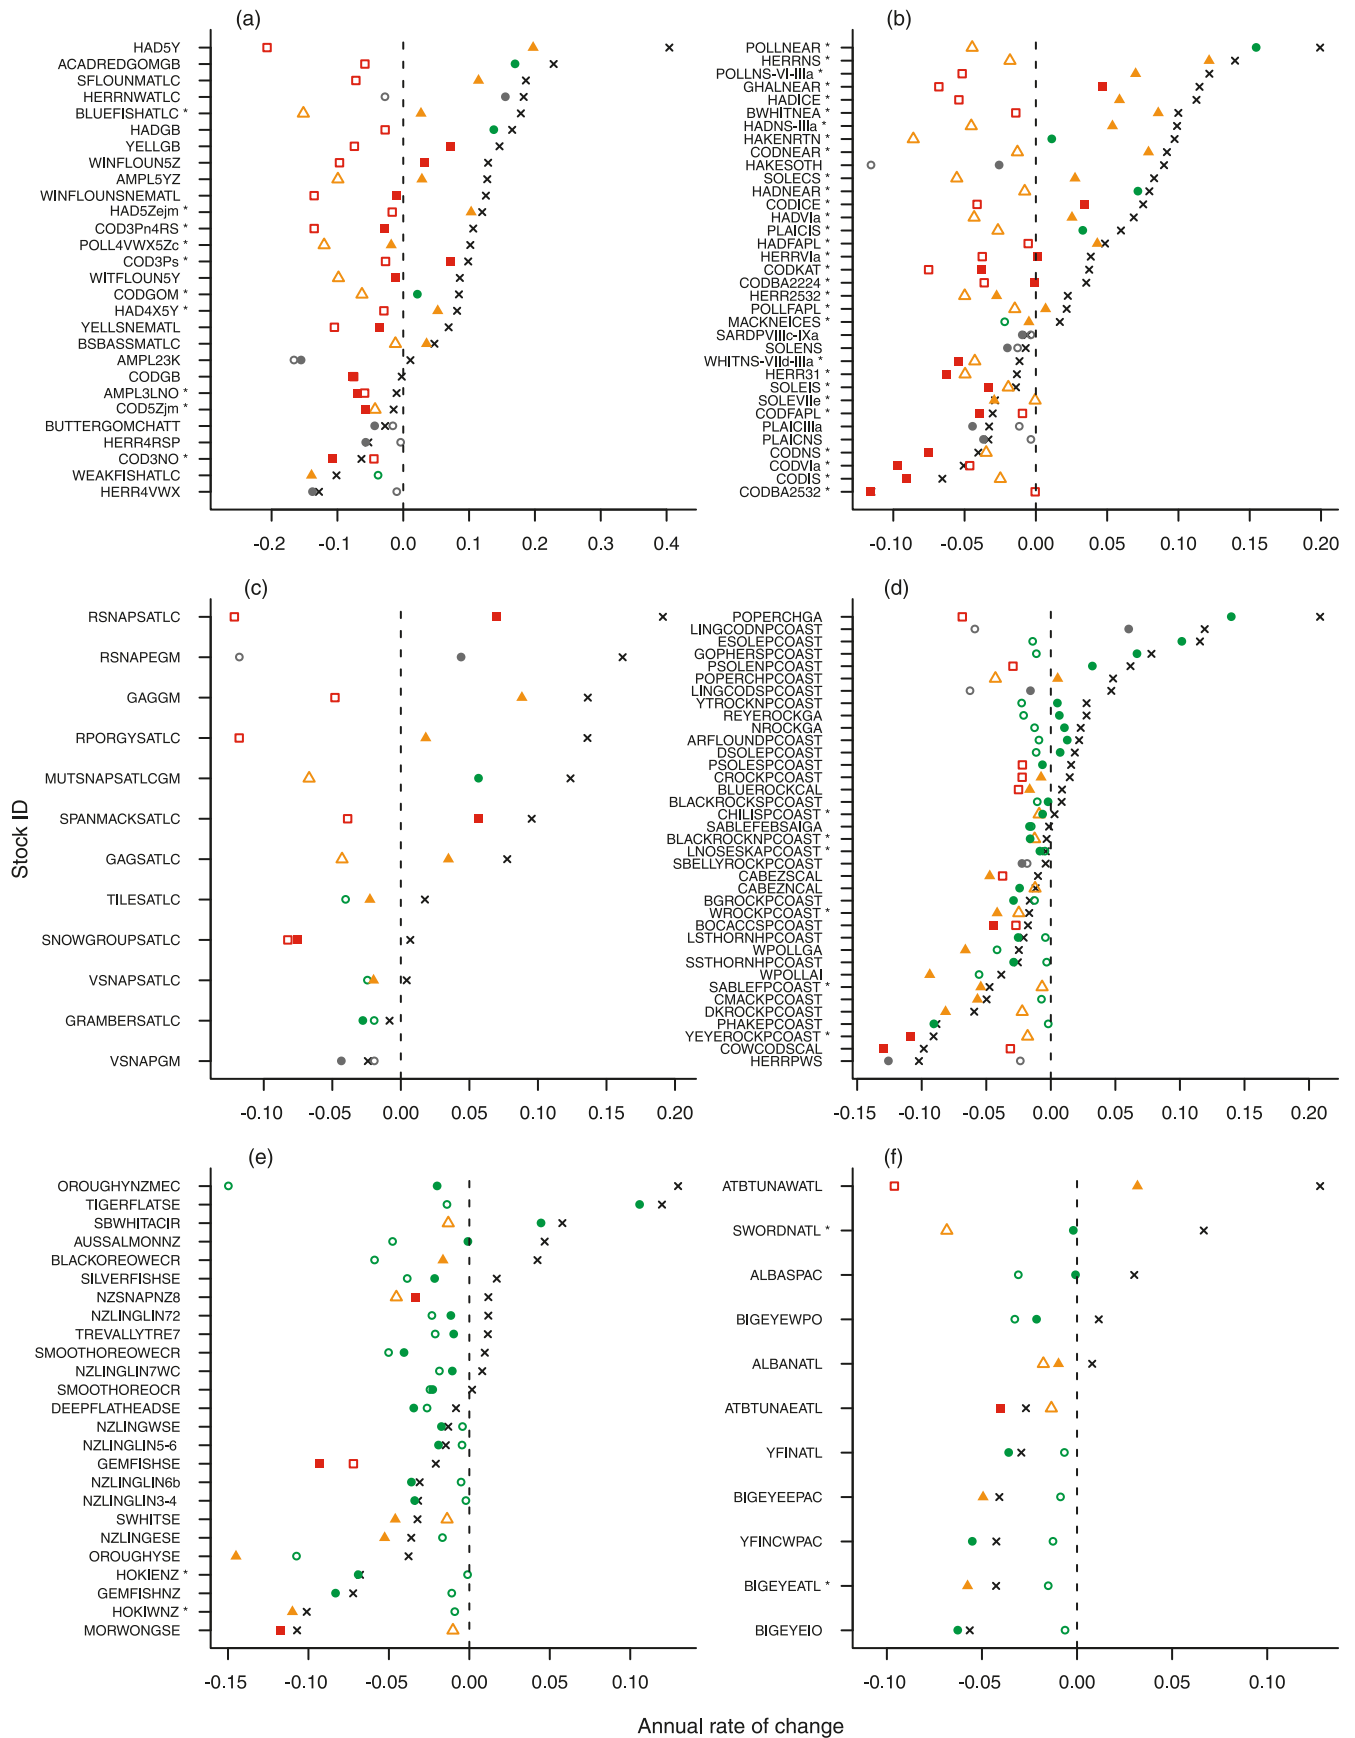 (a)
HAD5Y
ACADREDGOMGB
SFLOUNMATLC
HERRNWATLC
BLUEFISHATLC *
HADGB
YELLGB
WINFLOUN5Z
AMPL5YZ
WINFLOUNSNEMATL
HAD5Zejm *
COD3Pn4RS *
POLL4VWX5Zc *
COD3Ps *
WITFLOUN5Y
CODGOM *
HAD4X5Y *
YELLSNEMATL
BSBASSMATLC
AMPL23K
CODGB
AMPL3LNO *
COD5Zjm *
BUTTERGOMCHATT
HERR4RSP
COD3NO *
WEAKFISHATLC
HERR4VWX
-0.2 -0.1 0.0 0.1 0.2 0.3 0.4
(b)
POLLNEAR *
HERRNS *
POLLNS-VI-IIIa *
GHALNEAR *
HADICE *
BWHITNEA *
HADNS-IIIa *
HAKENRTN *
CODNEAR *
HAKESOTH
SOLECS *
HADNEAR *
CODICE *
HADVIa *
PLAICIS *
HADFAPL *
HERRVIa *
CODKAT *
CODBA2224 *
HERR2532 *
POLLFAPL *
MACKNEICES *
SARDPVIIIc-IXa
SOLENS
WHITNS-VIId-IIIa *
HERR31 *
SOLEIS *
SOLEVIIe *
CODFAPL *
PLAICIIIa
PLAICNS
CODNS *
CODVIa *
CODIS *
CODBA2532 *
-0.10 -0.05 0.00 0.05 0.10 0.15 0.20
(c)
RSNAPSATLC
RSNAPEGM
GAGGM
RPORGYSATLC
MUTSNAPSATLCGM
SPANMACKSATLC
GAGSATLC
TILESATLC
SNOWGROUPSATLC
VSNAPSATLC
GRAMBERSATLC
VSNAPGM
-0.10 -0.05 0.00 0.05 0.10 0.15 0.20
(d)
POPERCHGA
LINGCODNPCOAST
ESOLEPCOAST
GOPHERSPCOAST
PSOLENPCOAST
POPERCHPCOAST
LINGCODSPCOAST
YTROCKNPCOAST
REYEROCKGA
NROCKGA
ARFLOUNDPCOAST
DSOLEPCOAST
PSOLESPCOAST
CROCKPCOAST
BLUEROCKCAL
BLACKROCKSPCOAST
CHILISPCOAST *
SABLEFEBSAIGA
BLACKROCKNPCOAST *
LNOSESKAPCOAST *
SBELLYROCKPCOAST
CABEZSCAL
CABEZNCAL
BGROCKPCOAST
WROCKPCOAST *
BOCACCSPCOAST
LSTHORNHPCOAST
WPOLLGA
SSTHORNHPCOAST
WPOLLAI
SABLEFPCOAST *
CMACKPCOAST
DKROCKPCOAST
PHAKEPCOAST
YEYEROCKPCOAST *
COWCODSCAL
HERRPWS
-0.15 -0.10 -0.05 0.00 0.05 0.10 0.15 0.20
(e)
OROUGHYNZMEC
TIGERFLATSE
SBWHITACIR
AUSSALMONNZ
BLACKOREOWECR
SILVERFISHSE
NZSNAPNZ8
NZLINGLIN72
TREVALLYTRE7
SMOOTHOREOWECR
NZLINGLIN7WC
SMOOTHOREOCR
DEEPFLATHEADSE
NZLINGWSE
NZLINGLIN5-6
GEMFISHSE
NZLINGLIN6b
NZLINGLIN3-4
SWHITSE
NZLINGESE
OROUGHYSE
HOKIENZ *
GEMFISHNZ
HOKIWNZ *
MORWONGSE
-0.15 -0.10 -0.05 0.00 0.05 0.10
(f)
ATBTUNAWATL
SWORDNATL *
ALBASPAC
BIGEYEWPO
ALBANATL
ATBTUNAEATL
YFINATL
BIGEYEEPAC
YFINCWPAC
BIGEYEATL *
BIGEYEIO
-0.10 -0.05 0.00 0.05 0.10
Stock ID
Annual rate of change